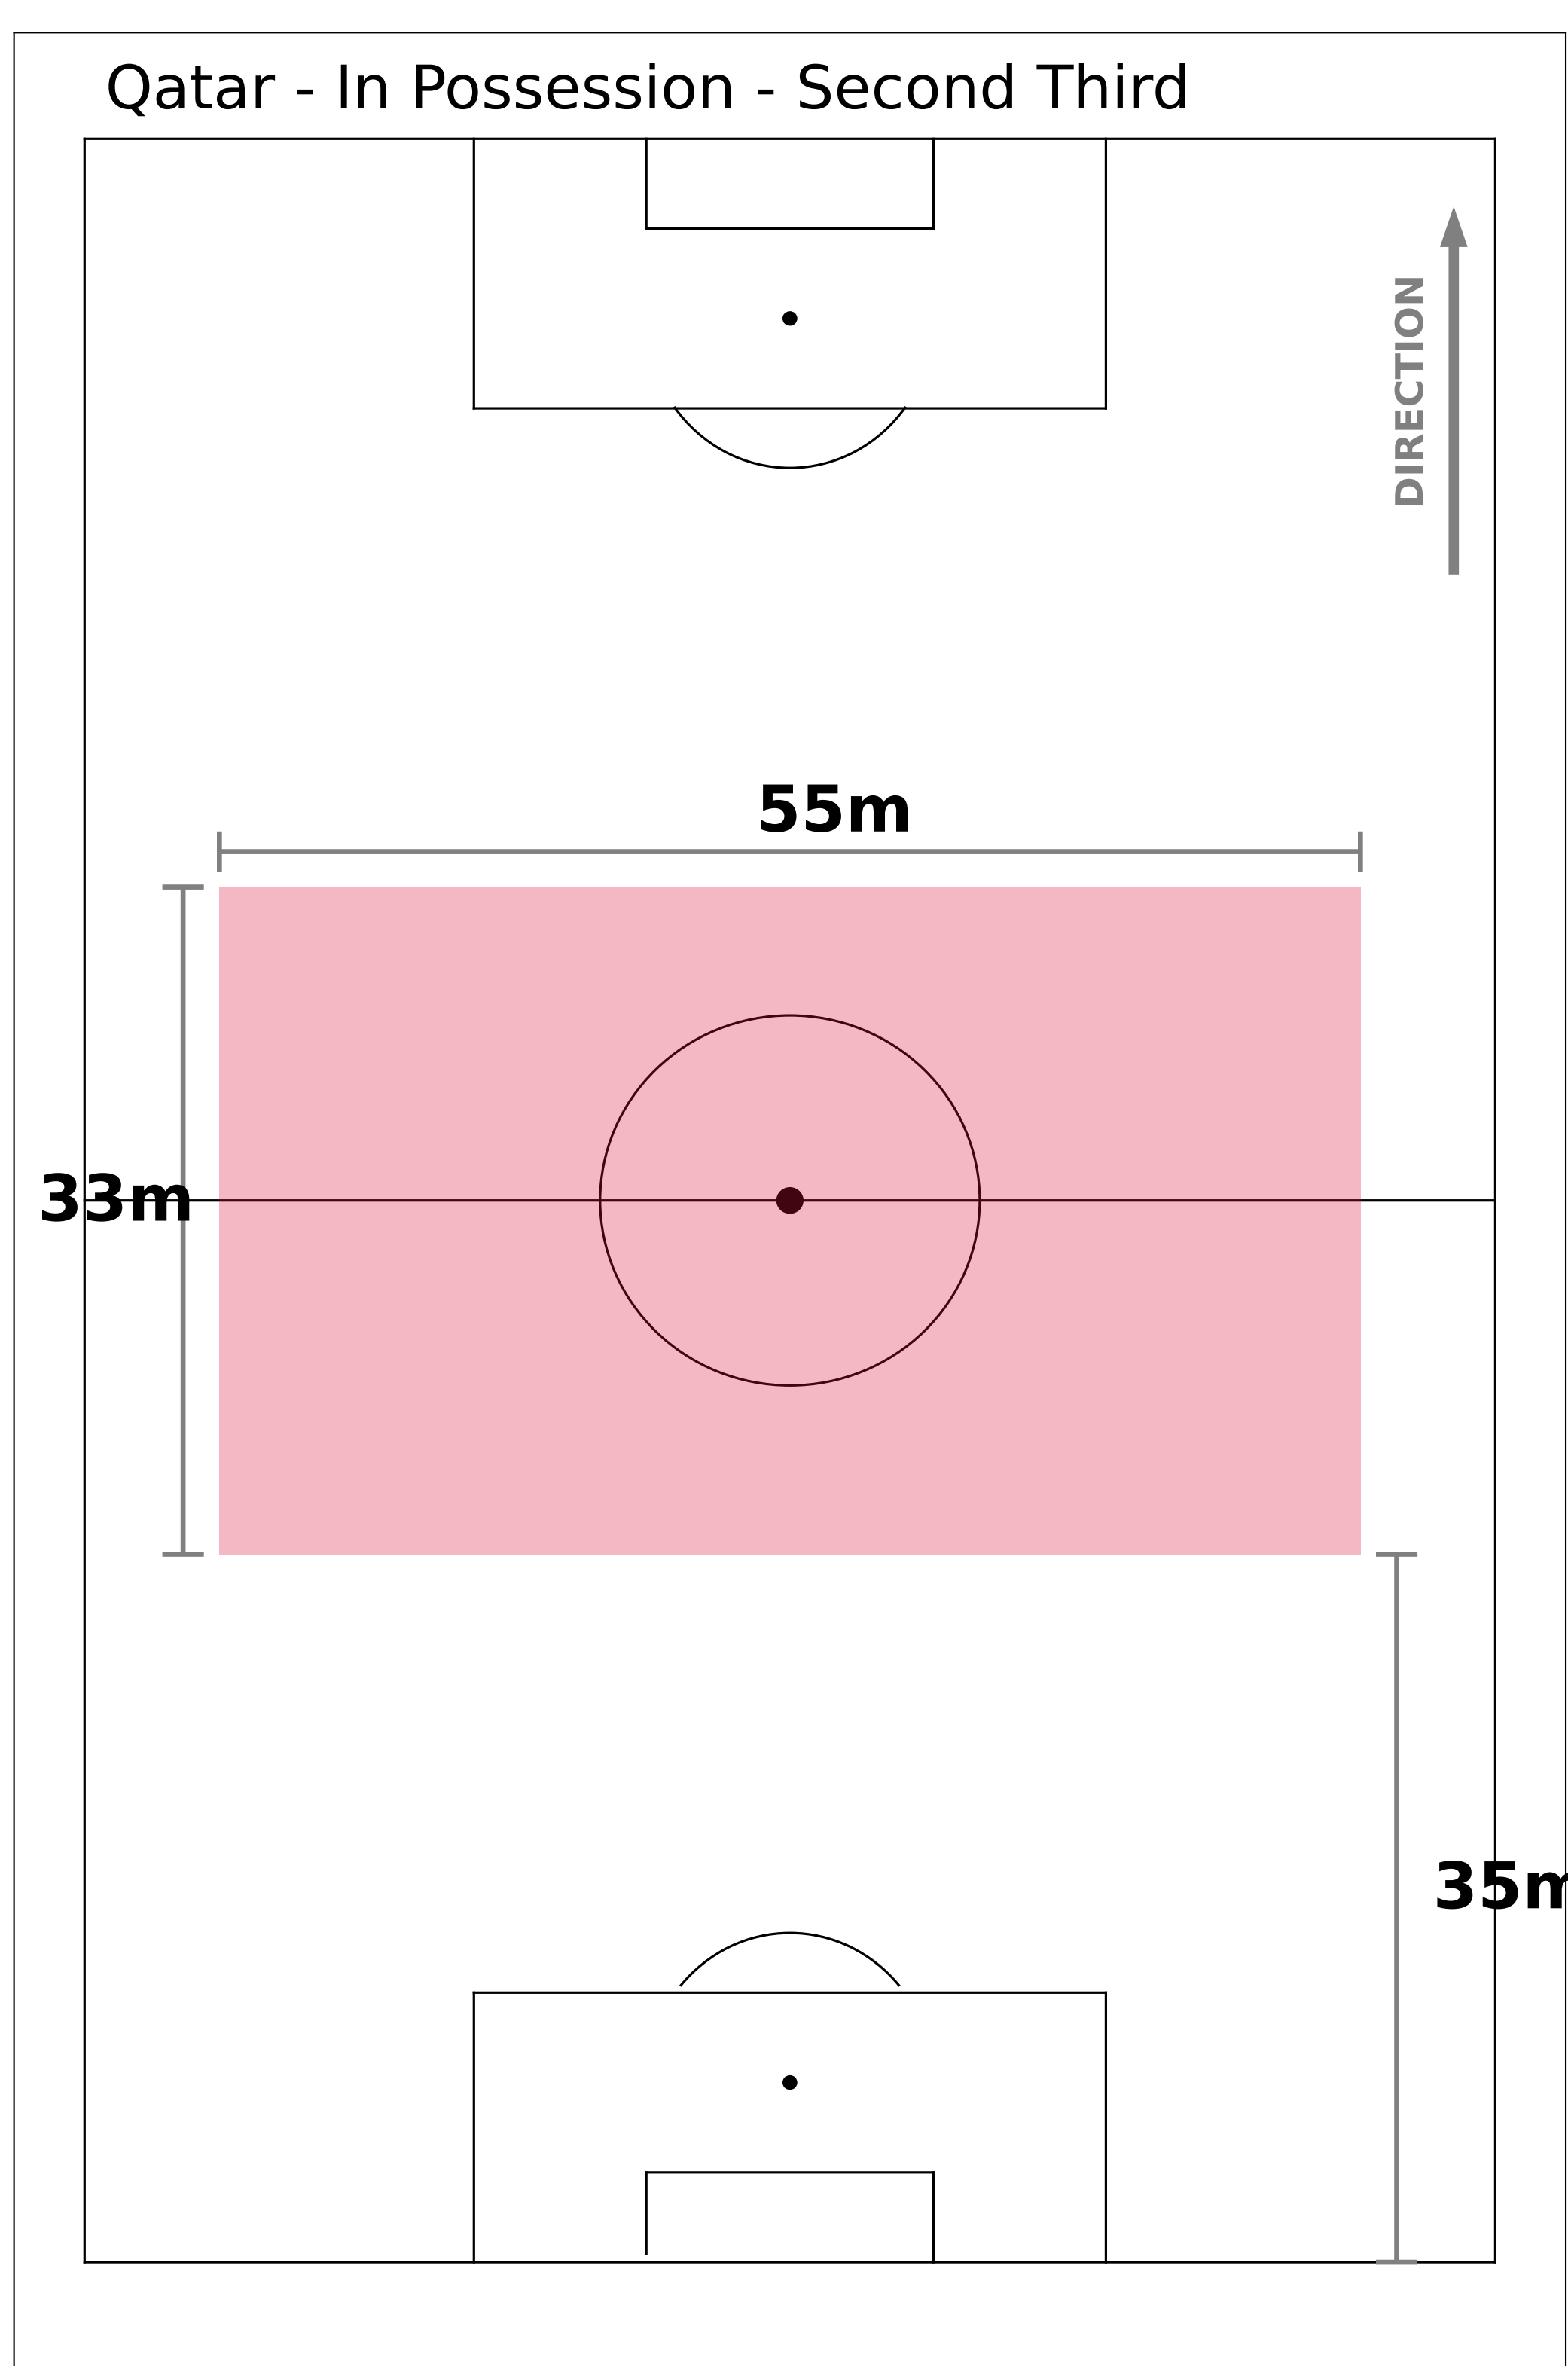 Qatar - In Possession - Second Third
DIRECTION
55m
33m
35m